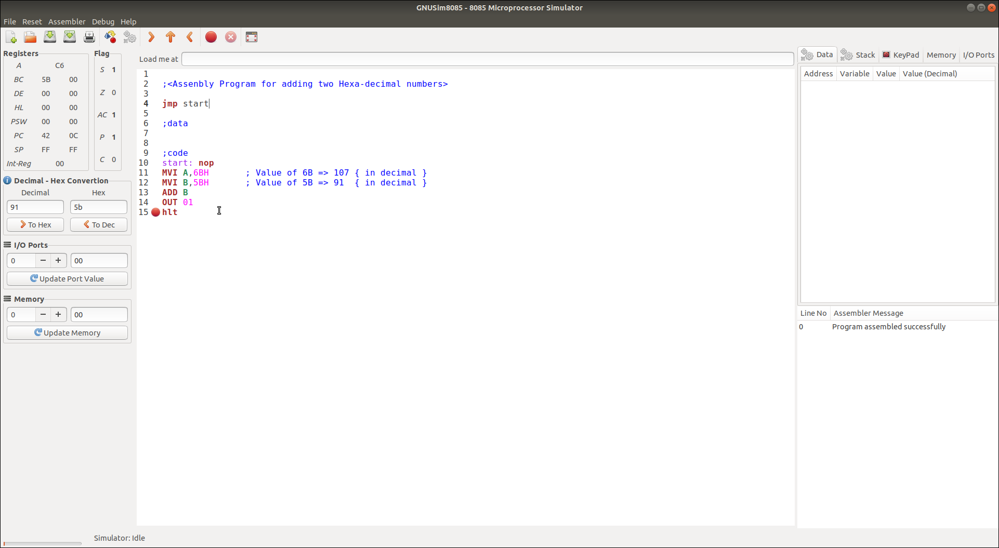 GNUSim8085 - 8085 Microprocessor Simulator
File Reset Assembler Debug Help
Registers
A C6
BC 5B 00
DE 00 00
HL 00 00
PSW 00 00
PC 42 0C
SP FF FF
Int-Reg 00
Flag
S 1
Z 0
AC 1
P 1
C 0
Decimal - Hex Convertion
Decimal Hex
91 5b
To Hex To Dec
I/O Ports
0 − + 00
Update Port Value
Memory
0 − + 00
Update Memory
Load me at
1
2 ;<Assenbly Program for adding two Hexa-decimal numbers>
3
4 jmp start
5
6 ;data
7
8
9 ;code
10 start: nop
11 MVI A,6BH ; Value of 6B => 107 { in decimal }
12 MVI B,5BH ; Value of 5B => 91 { in decimal }
13 ADD B
14 OUT 01
15 hlt
Data Stack KeyPad Memory I/O Ports
Address Variable Value Value (Decimal)
Line No Assembler Message
0 Program assembled successfully
Simulator: Idle